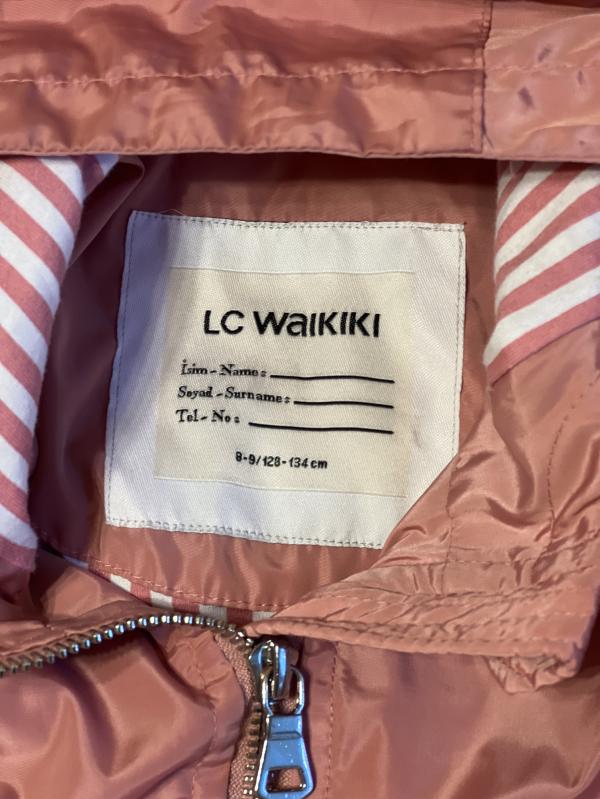 LC WAIKIKI
İsim - Name :
Soyad - Surname :
Tel - No :
8-9/128-134 cm